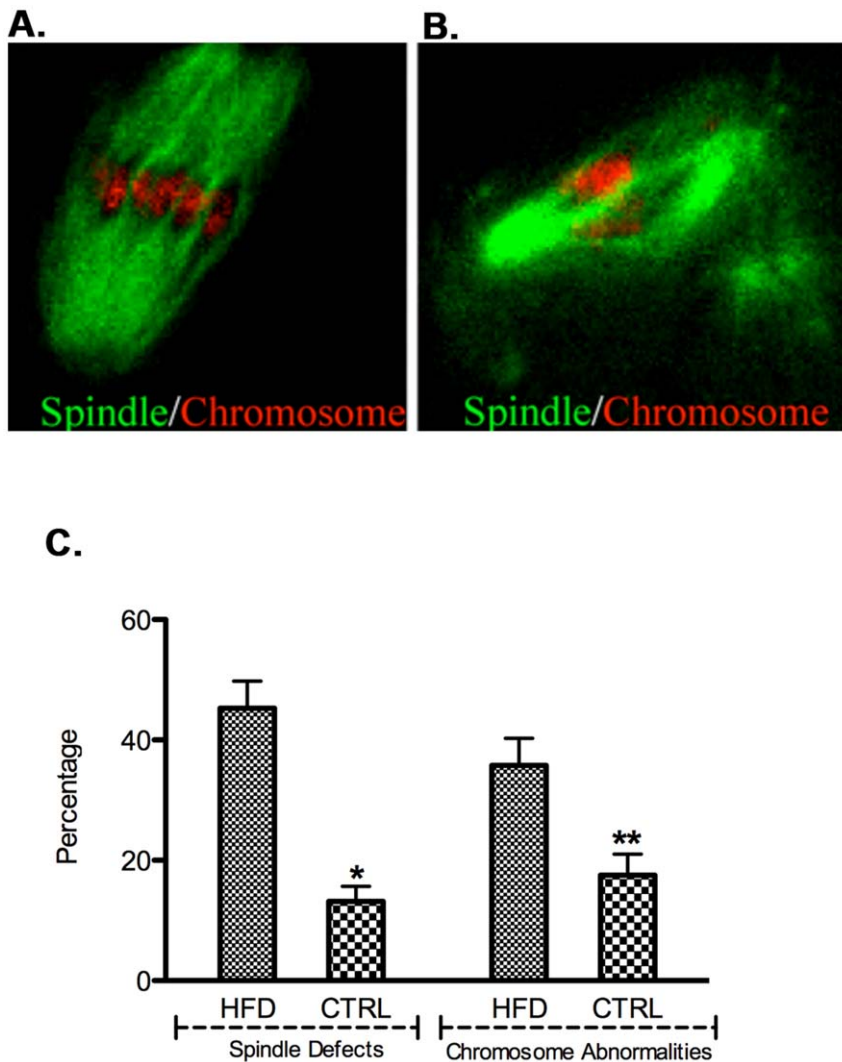 A.
B.
Spindle/Chromosome
Spindle/Chromosome
C.
Percentage
60
40
20
0
*
**
HFD CTRL HFD CTRL
Spindle Defects Chromosome Abnormalities